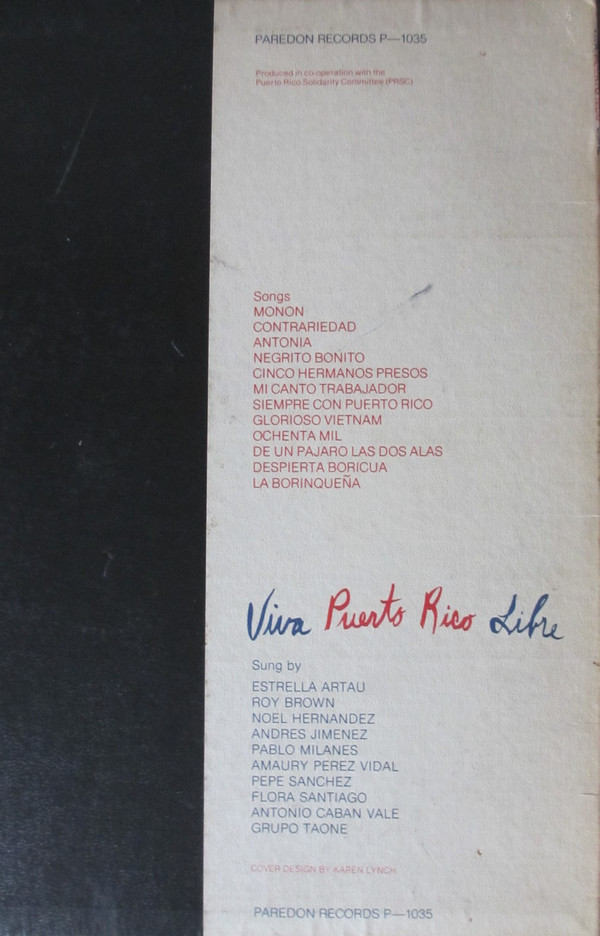 PAREDON RECORDS P—1035
Produced in co-operation with the
Puerto Rico Solidarity Committee (PRSC)
Songs
MONON
CONTRARIEDAD
ANTONIA
NEGRITO BONITO
CINCO HERMANOS PRESOS
MI CANTO TRABAJADOR
SIEMPRE CON PUERTO RICO
GLORIOSO VIETNAM
OCHENTA MIL
DE UN PAJARO LAS DOS ALAS
DESPIERTA BORICUA
LA BORINQUEÑA
Viva Puerto Rico Libre
Sung by
ESTRELLA ARTAU
ROY BROWN
NOEL HERNANDEZ
ANDRES JIMENEZ
PABLO MILANES
AMAURY PEREZ VIDAL
PEPE SANCHEZ
FLORA SANTIAGO
ANTONIO CABAN VALE
GRUPO TAONE
COVER DESIGN BY KAREN LYNCH
PAREDON RECORDS P—1035